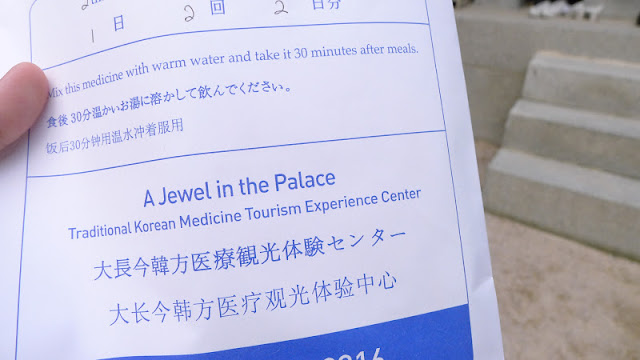 1 日 2 回 2 日分
Mix this medicine with warm water and take it 30 minutes after meals.
食後 30分温かいお湯に溶かして飲んでください。
饭后30分钟用温水冲着服用
A Jewel in the Palace
Traditional Korean Medicine Tourism Experience Center
大長今韓方医療観光体験センター
大长今韩方医疗观光体验中心